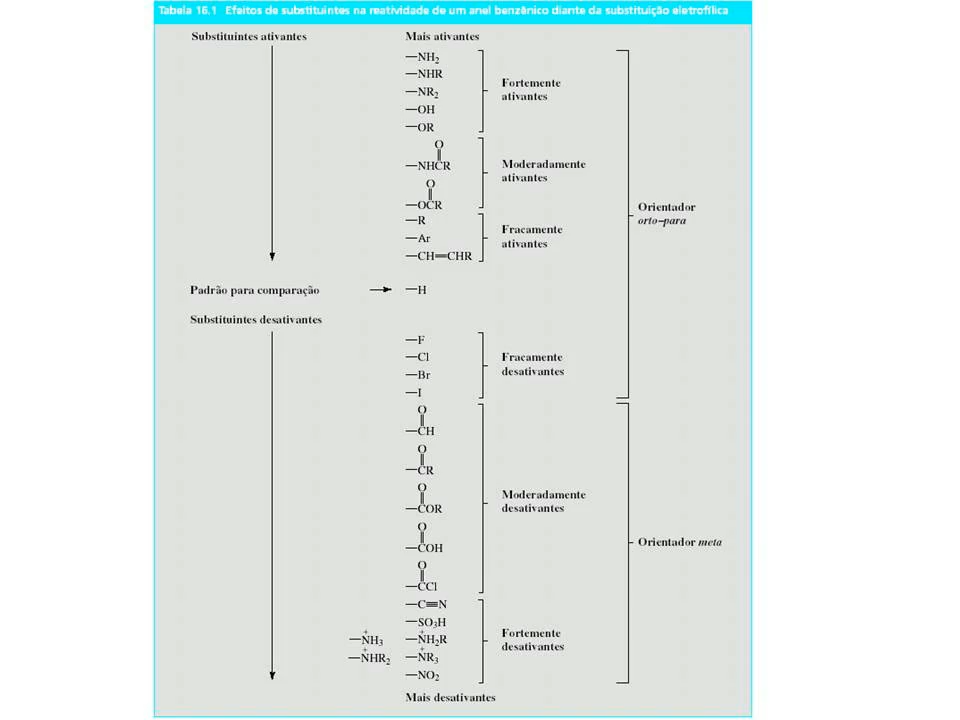 Tabela 16.1 Efeitos de substituintes na reatividade de um anel benzênico diante da substituição eletrofílica
Substituintes ativantes
Mais ativantes
—NH2
—NHR
—NR2
—OH
—OR
Fortemente
ativantes
O
—NHCR
O
—OCR
Moderadamente
ativantes
—R
—Ar
—CH=CHR
Fracamente
ativantes
Orientador
orto–para
Padrão para comparação
—H
Substituintes desativantes
—F
—Cl
—Br
—I
Fracamente
desativantes
O
—CH
O
—CR
O
—COR
O
—COH
O
—CCl
Moderadamente
desativantes
—C≡N
—SO3H
+ +
—NH3 —NH2R
+ +
—NHR2 —NR3
—NO2
Fortemente
desativantes
Orientador meta
Mais desativantes